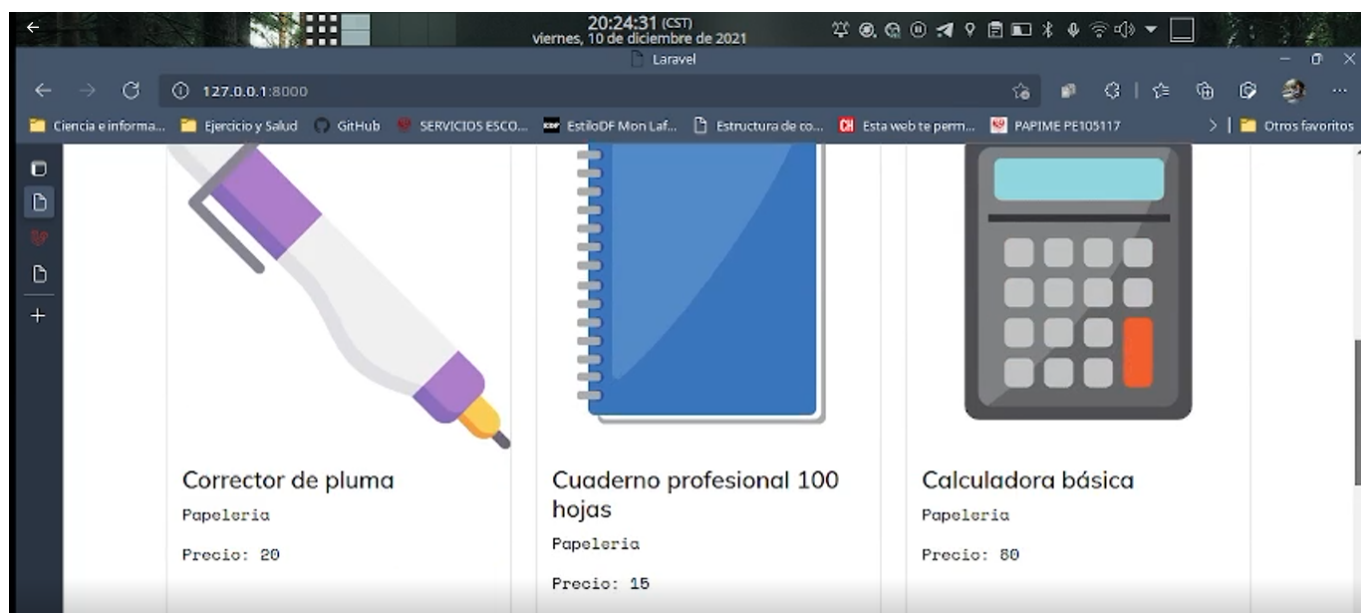 20:24:31 (CST)
viernes, 10 de diciembre de 2021
Laravel
127.0.0.1:8000
Ciencia e informa...
Ejercicio y Salud
GitHub
SERVICIOS ESCO...
EstiloDF Mon Laf...
Estructura de co...
CH
Esta web te perm...
PAPIME PE105117
Otros favoritos
Corrector de pluma
Papeleria
Precio: 20
Cuaderno profesional 100
hojas
Papeleria
Precio: 15
Calculadora básica
Papeleria
Precio: 80